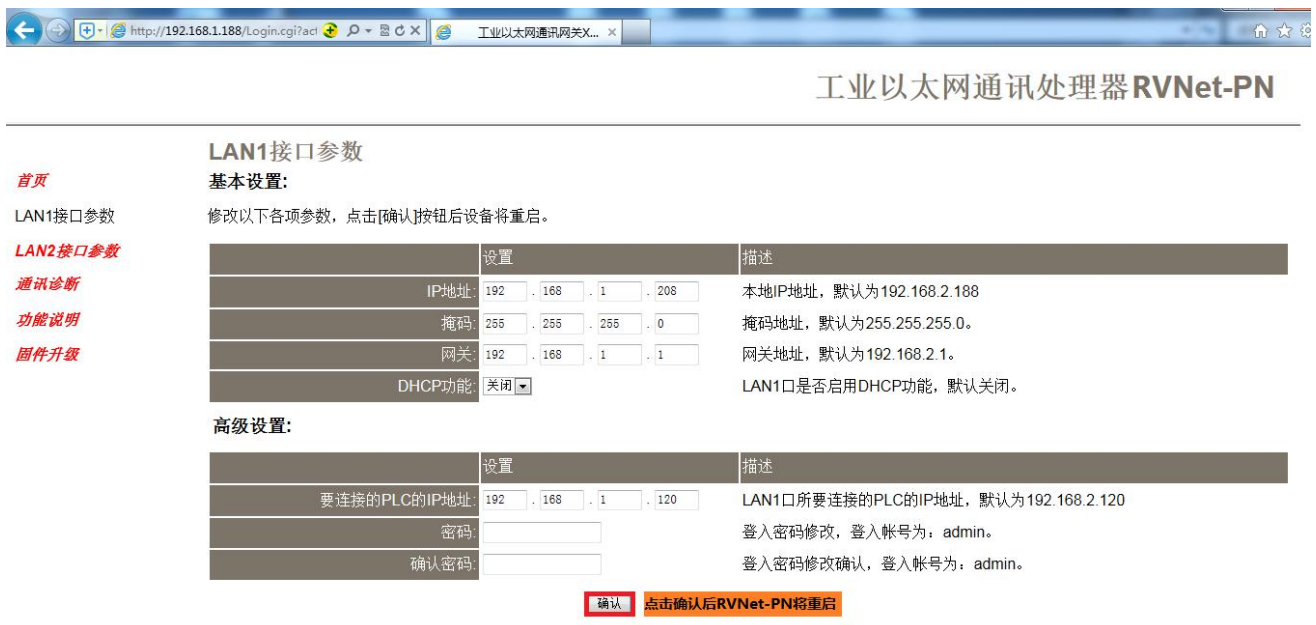 http://192.168.1.188/Login.cgi?act
工业以太网通讯网关X...
工业以太网通讯处理器RVNet-PN
LAN1接口参数
首页
基本设置:
LAN1接口参数
修改以下各项参数，点击[确认]按钮后设备将重启。
LAN2接口参数
设置 描述
通讯诊断
IP地址: 192 . 168 . 1 . 208 本地IP地址，默认为192.168.2.188
功能说明
掩码: 255 . 255 . 255 . 0 掩码地址，默认为255.255.255.0。
固件升级
网关: 192 . 168 . 1 . 1 网关地址，默认为192.168.2.1。
DHCP功能: 关闭 LAN1口是否启用DHCP功能，默认关闭。
高级设置:
设置 描述
要连接的PLC的IP地址: 192 . 168 . 1 . 120 LAN1口所要连接的PLC的IP地址，默认为192.168.2.120
密码: 登入密码修改，登入帐号为：admin。
确认密码: 登入密码修改确认，登入帐号为：admin。
确认 点击确认后RVNet-PN将重启